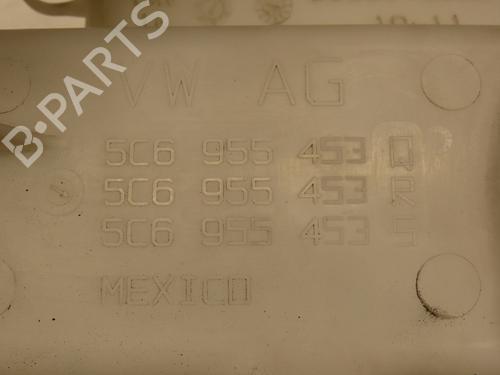 VW AG
5C6 955 453 Q
5C6 955 453 R
5C6 955 453 S
MEXICO
B-PARTS